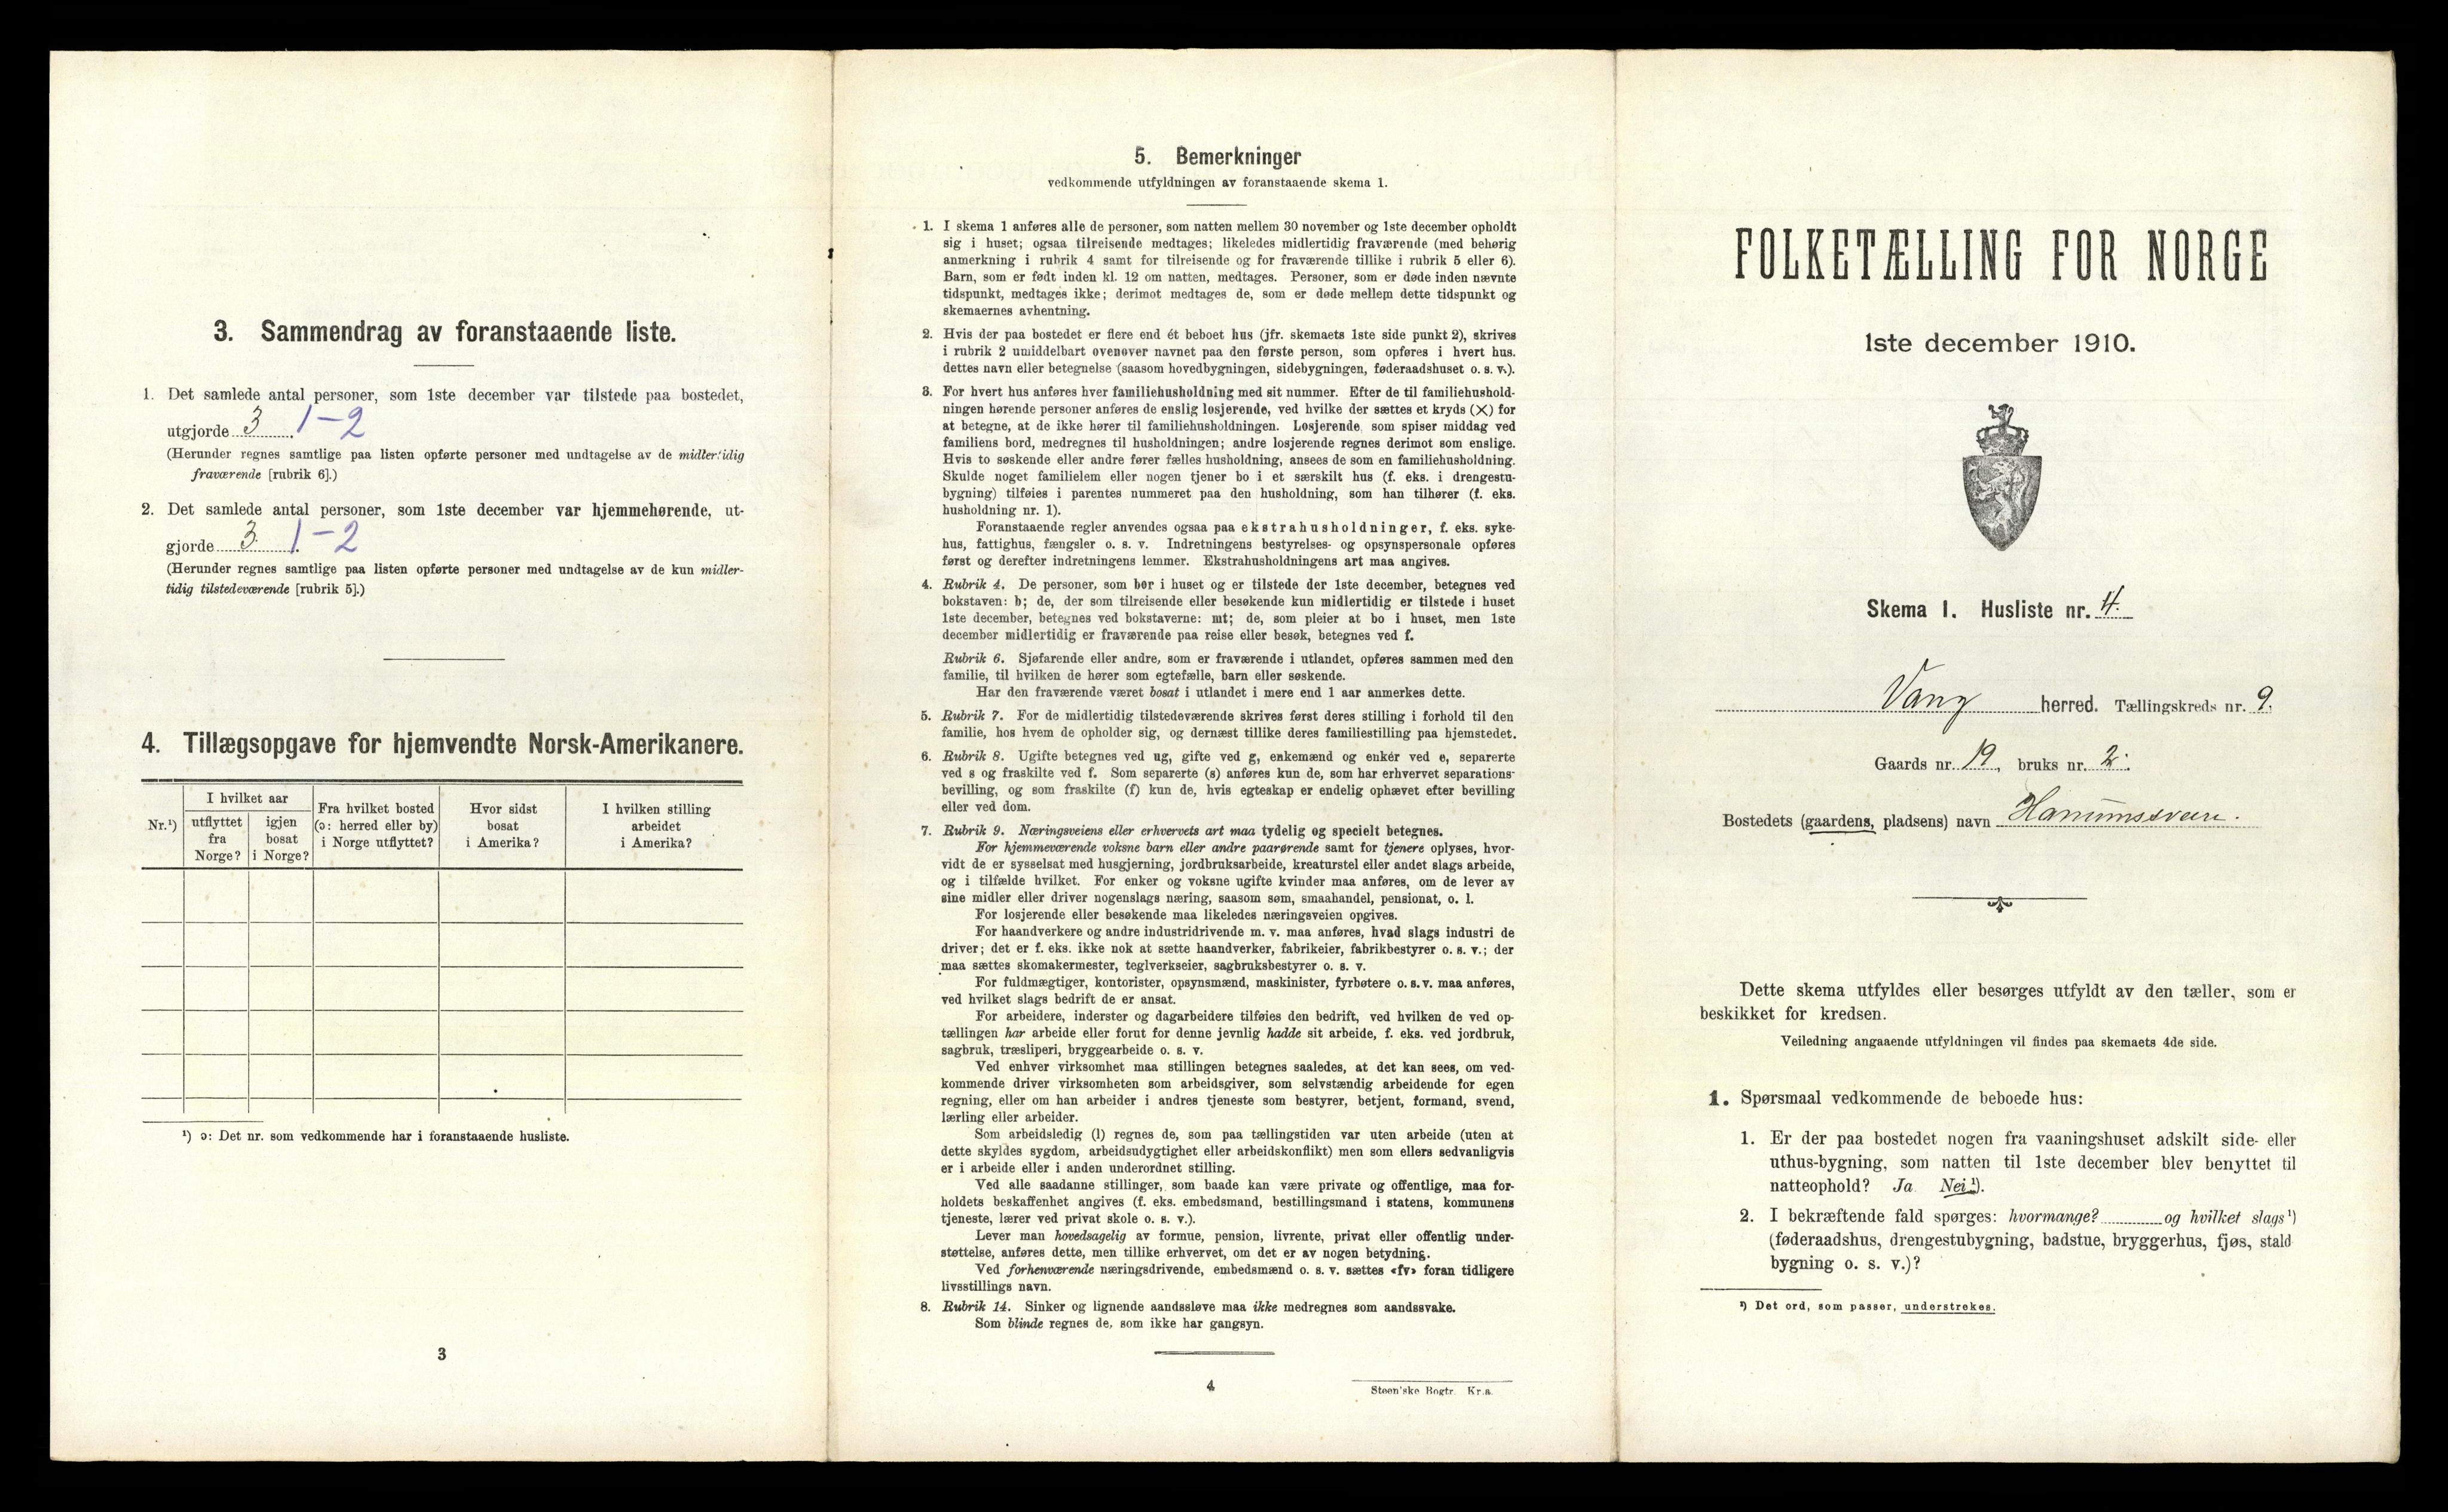 3. Sammendrag av foranstaaende liste.
1. Det samlede antal personer, som 1ste december var tilstede paa bostedet,
utgjorde 3 1-2
(Herunder regnes samtlige paa listen opførte personer med undtagelse av de midlertidig
fraværende [rubrik 6].)
2. Det samlede antal personer, som 1ste december var hjemmehørende, ut-
gjorde 3 1-2
(Herunder regnes samtlige paa listen opførte personer med undtagelse av de kun midler-
tidig tilstedeværende [rubrik 5].)
4. Tillægsopgave for hjemvendte Norsk-Amerikanere.
Nr.¹)
I hvilket aar
utflyttet
fra
Norge?
igjen
bosat
i Norge?
Fra hvilket bosted
(ɔ: herred eller by)
i Norge utflyttet?
Hvor sidst
bosat
i Amerika?
I hvilken stilling
arbeidet
i Amerika?
¹) ɔ: Det nr. som vedkommende har i foranstaaende husliste.
3
5. Bemerkninger
vedkommende utfyldningen av foranstaaende skema 1.
1. I skema 1 anføres alle de personer, som natten mellem 30 november og 1ste december opholdt
sig i huset; ogsaa tilreisende medtages; likeledes midlertidig fraværende (med behørig
anmerkning i rubrik 4 samt for tilreisende og for fraværende tillike i rubrik 5 eller 6).
Barn, som er født inden kl. 12 om natten, medtages. Personer, som er døde inden nævnte
tidspunkt, medtages ikke; derimot medtages de, som er døde mellem dette tidspunkt og
skemaernes avhentning.
2. Hvis der paa bostedet er flere end ét beboet hus (jfr. skemaets 1ste side punkt 2), skrives
i rubrik 2 umiddelbart ovenover navnet paa den første person, som opføres i hvert hus.
dettes navn eller betegnelse (saasom hovedbygningen, sidebygningen, føderaadshuset o. s. v.).
3. For hvert hus anføres hver familiehusholdning med sit nummer. Efter de til familiehushold-
ningen hørende personer anføres de enslig losjerende, ved hvilke der sættes et kryds (✕) for
at betegne, at de ikke hører til familiehusholdningen. Losjerende, som spiser middag ved
familiens bord, medregnes til husholdningen; andre losjerende regnes derimot som enslige.
Hvis to søskende eller andre fører fælles husholdning, ansees de som en familiehusholdning.
Skulde noget familielem eller nogen tjener bo i et særskilt hus (f. eks. i drengestu-
bygning) tilføies i parentes nummeret paa den husholdning, som han tilhører (f. eks.
husholdning nr. 1).
Foranstaaende regler anvendes ogsaa paa ekstrahusholdninger, f. eks. syke-
hus, fattighus, fængsler o. s. v. Indretningens bestyrelses- og opsynspersonale opføres
først og derefter indretningens lemmer. Ekstrahusholdningens art maa angives.
4. Rubrik 4. De personer, som bor i huset og er tilstede der 1ste december, betegnes ved
bokstaven: b; de, der som tilreisende eller besøkende kun midlertidig er tilstede i huset
1ste december, betegnes ved bokstaverne: mt; de, som pleier at bo i huset, men 1ste
december midlertidig er fraværende paa reise eller besøk, betegnes ved f.
Rubrik 6. Sjøfarende eller andre, som er fraværende i utlandet, opføres sammen med den
familie, til hvilken de hører som egtefælle, barn eller søskende.
Har den fraværende været bosat i utlandet i mere end 1 aar anmerkes dette.
5. Rubrik 7. For de midlertidig tilstedeværende skrives først deres stilling i forhold til den
familie, hos hvem de opholder sig, og dernæst tillike deres familiestilling paa hjemstedet.
6. Rubrik 8. Ugifte betegnes ved ug, gifte ved g, enkemænd og enker ved e, separerte
ved s og fraskilte ved f. Som separerte (s) anføres kun de, som har erhvervet separations-
bevilling, og som fraskilte (f) kun de, hvis egteskap er endelig ophævet efter bevilling
eller ved dom.
7. Rubrik 9. Næringsveiens eller erhvervets art maa tydelig og specielt betegnes.
For hjemmeværende voksne barn eller andre paarørende samt for tjenere oplyses, hvor-
vidt de er sysselsat med husgjerning, jordbruksarbeide, kreaturstel eller andet slags arbeide,
og i tilfælde hvilket. For enker og voksne ugifte kvinder maa anføres, om de lever av
sine midler eller driver nogenslags næring, saasom søm, smaahandel, pensionat, o. l.
For losjerende eller besøkende maa likeledes næringsveien opgives.
For haandverkere og andre industridrivende m. v. maa anføres, hvad slags industri de
driver; det er f. eks. ikke nok at sætte haandverker, fabrikeier, fabrikbestyrer o. s. v.; der
maa sættes skomakermester, teglverkseier, sagbruksbestyrer o. s. v.
For fuldmægtiger, kontorister, opsynsmænd, maskinister, fyrbøtere o. s. v. maa anføres,
ved hvilket slags bedrift de er ansat.
For arbeidere, inderster og dagarbeidere tilføies den bedrift, ved hvilken de ved op-
tællingen har arbeide eller forut for denne jevnlig hadde sit arbeide, f. eks. ved jordbruk,
sagbruk, træsliperi, bryggearbeide o. s. v.
Ved enhver virksomhet maa stillingen betegnes saaledes, at det kan sees, om ved-
kommende driver virksomheten som arbeidsgiver, som selvstændig arbeidende for egen
regning, eller om han arbeider i andres tjeneste som bestyrer, betjent, formand, svend,
lærling eller arbeider.
Som arbeidsledig (l) regnes de, som paa tællingstiden var uten arbeide (uten at
dette skyldes sygdom, arbeidsudygtighet eller arbeidskonflikt) men som ellers sedvanligvis
er i arbeide eller i anden underordnet stilling.
Ved alle saadanne stillinger, som baade kan være private og offentlige, maa for-
holdets beskaffenhet angives (f. eks. embedsmand, bestillingsmand i statens, kommunens
tjeneste, lærer ved privat skole o. s. v.).
Lever man hovedsagelig av formue, pension, livrente, privat eller offentlig under-
støttelse, anføres dette, men tillike erhvervet, om det er av nogen betydning.
Ved forhenværende næringsdrivende, embedsmænd o. s. v. sættes «fv» foran tidligere
livsstillings navn.
8. Rubrik 14. Sinker og lignende aandssløve maa ikke medregnes som aandssvake.
Som blinde regnes de, som ikke har gangsyn.
4
Steen'ske Bogtr. Kr.a.
FOLKETÆLLING FOR NORGE
1ste december 1910.
Skema 1. Husliste nr. 4.
Vang herred. Tællingskreds nr. 9.
Gaards nr. 19, bruks nr. 2.
Bostedets (gaardens, pladsens) navn
Dette skema utfyldes eller besørges utfyldt av den tæller, som er
beskikket for kredsen.
Veiledning angaaende utfyldningen vil findes paa skemaets 4de side.
1. Spørsmaal vedkommende de beboede hus:
1. Er der paa bostedet nogen fra vaaningshuset adskilt side- eller
uthus-bygning, som natten til 1ste december blev benyttet til
natteophold? Ja Nei ¹).
2. I bekræftende fald spørges: hvormange? og hvilket slags ¹)
(føderaadshus, drengestubygning, badstue, bryggerhus, fjøs, stald
bygning o. s. v.)?
¹) Det ord, som passer, understrekes.